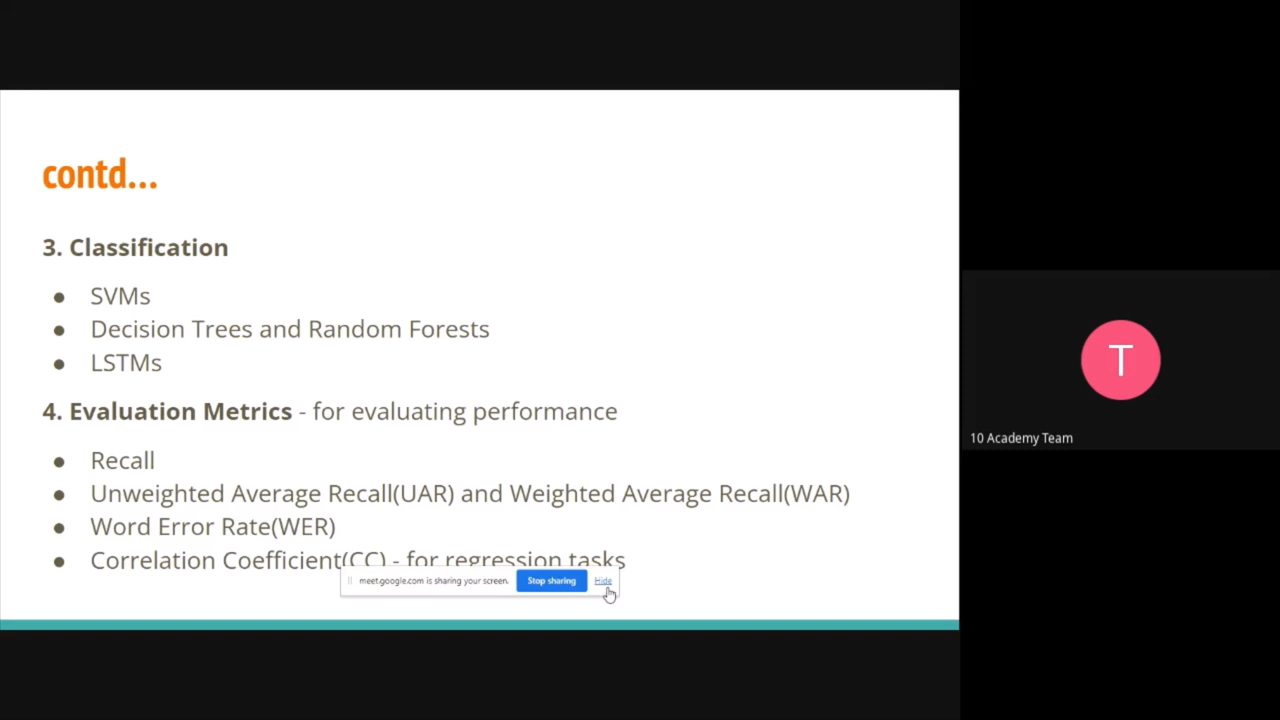 contd...
3. Classification
● SVMs
● Decision Trees and Random Forests
● LSTMs
4. Evaluation Metrics - for evaluating performance
● Recall
● Unweighted Average Recall(UAR) and Weighted Average Recall(WAR)
● Word Error Rate(WER)
● Correlation Coefficient(CC) - for regression tasks
meet.google.com is sharing your screen. Stop sharing Hide
T
10 Academy Team